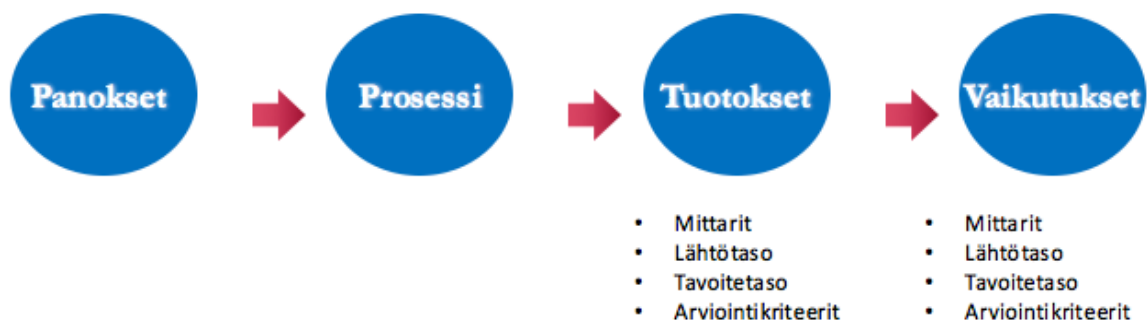 Panokset
Prosessi
Tuotokset
Vaikutukset
• Mittarit
• Lähtötaso
• Tavoitetaso
• Arviointikriteerit
• Mittarit
• Lähtötaso
• Tavoitetaso
• Arviointikriteerit